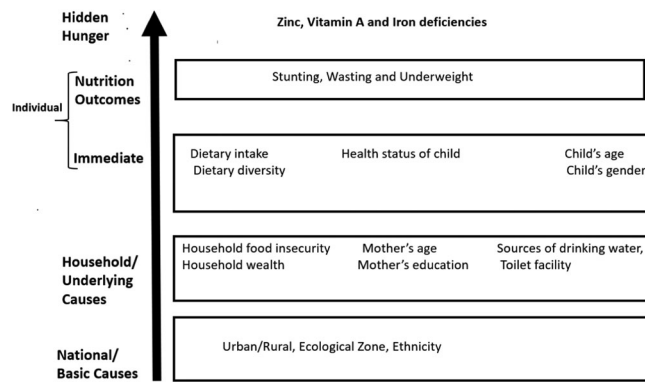 Hidden
Hunger
Zinc, Vitamin A and Iron deficiencies
Nutrition
Outcomes
Stunting, Wasting and Underweight
Individual
Immediate
Dietary intake
Dietary diversity
Health status of child
Child's age
Child's gender
Household/
Underlying
Causes
Household food insecurity
Household wealth
Mother's age
Mother's education
Sources of drinking water,
Toilet facility
National/
Basic Causes
Urban/Rural, Ecological Zone, Ethnicity